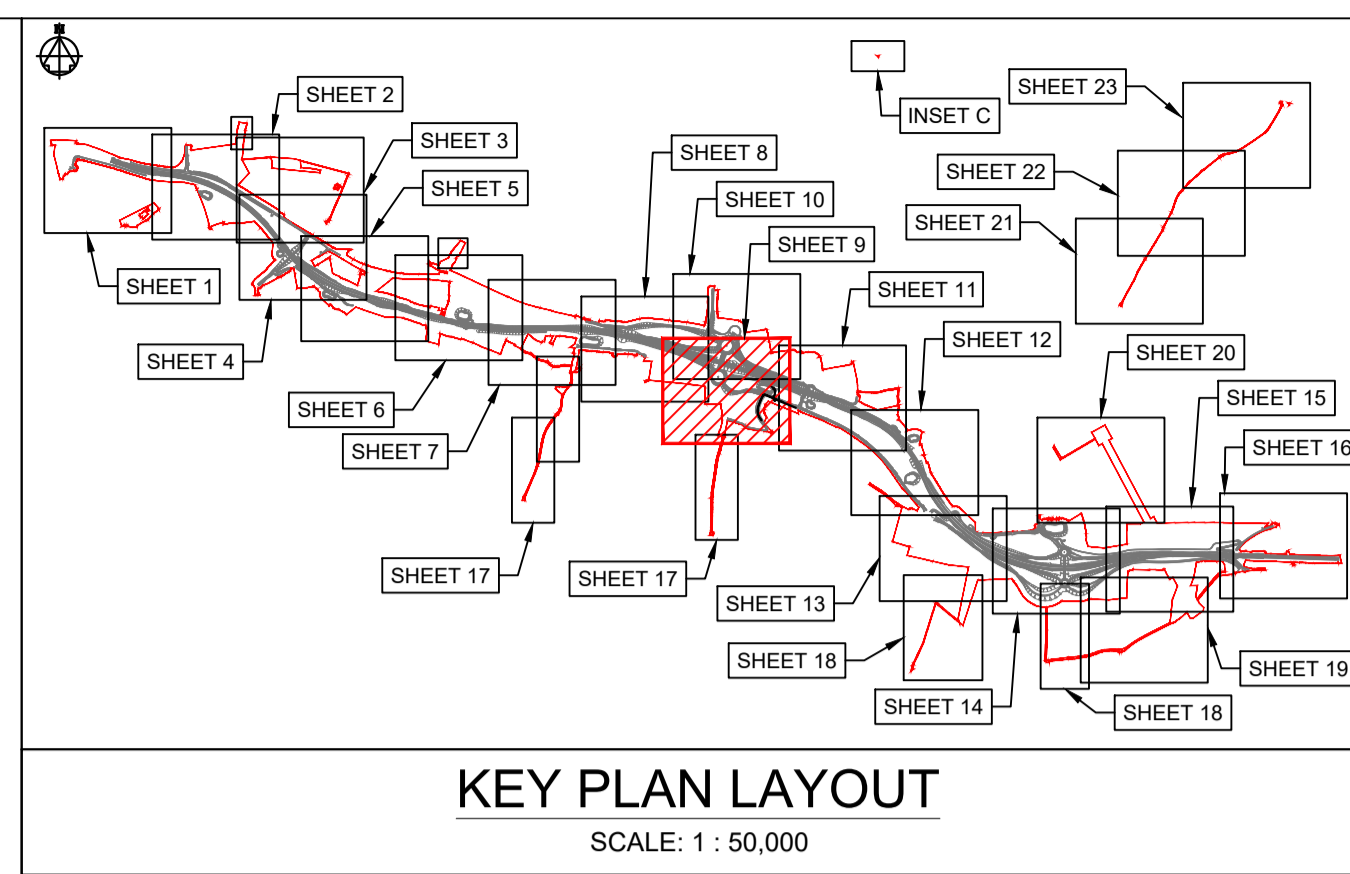 N
SHEET 2
SHEET 3
SHEET 5
SHEET 1
SHEET 4
SHEET 6
SHEET 7
SHEET 8
SHEET 10
SHEET 9
SHEET 11
SHEET 12
INSET C
SHEET 23
SHEET 22
SHEET 21
SHEET 20
SHEET 15
SHEET 16
SHEET 17
SHEET 17
SHEET 13
SHEET 18
SHEET 14
SHEET 18
SHEET 19
KEY PLAN LAYOUT
SCALE: 1 : 50,000